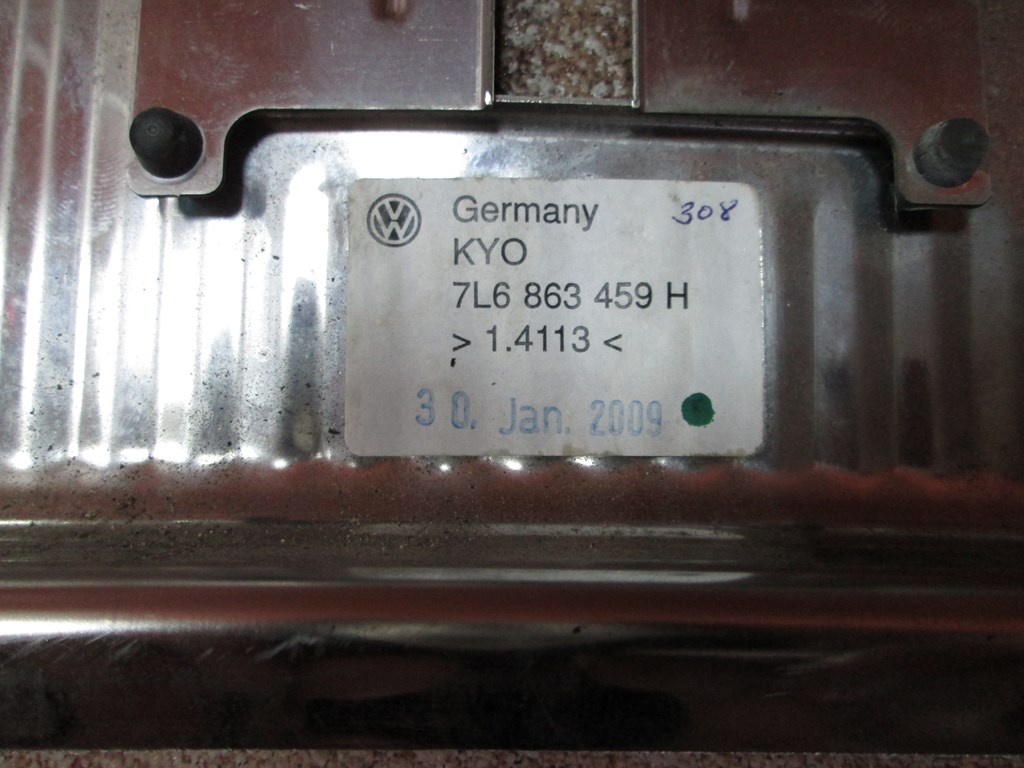 Germany 308
KYO
7L6 863 459 H
> 1.4113 <
30. Jan. 2009